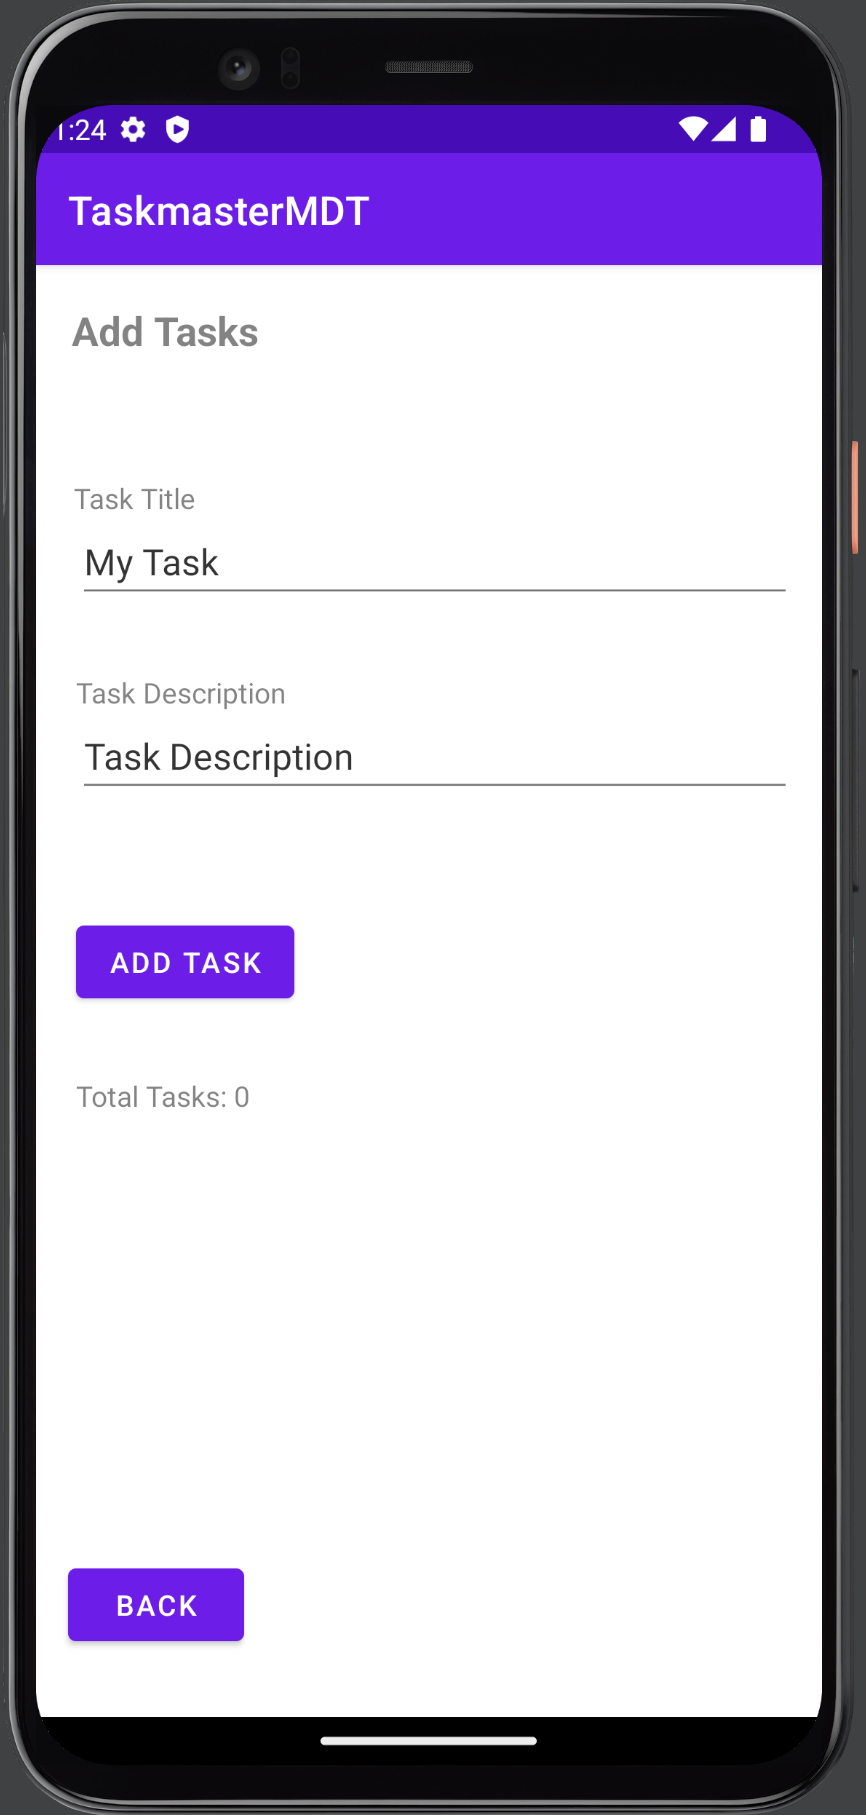 1:24
TaskmasterMDT
Add Tasks
Task Title
My Task
Task Description
Task Description
ADD TASK
Total Tasks: 0
BACK